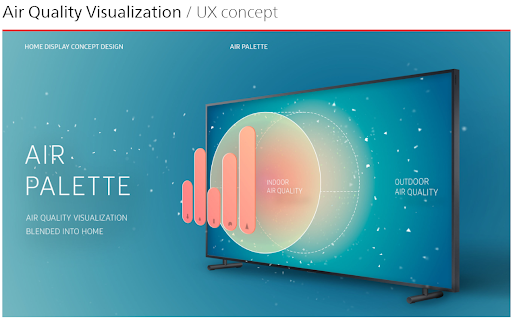 Air Quality Visualization / UX concept
HOME DISPLAY CONCEPT DESIGN
AIR PALETTE
AIR
PALETTE
AIR QUALITY VISUALIZATION
BLENDED INTO HOME
INDOOR
AIR QUALITY
OUTDOOR
AIR QUALITY